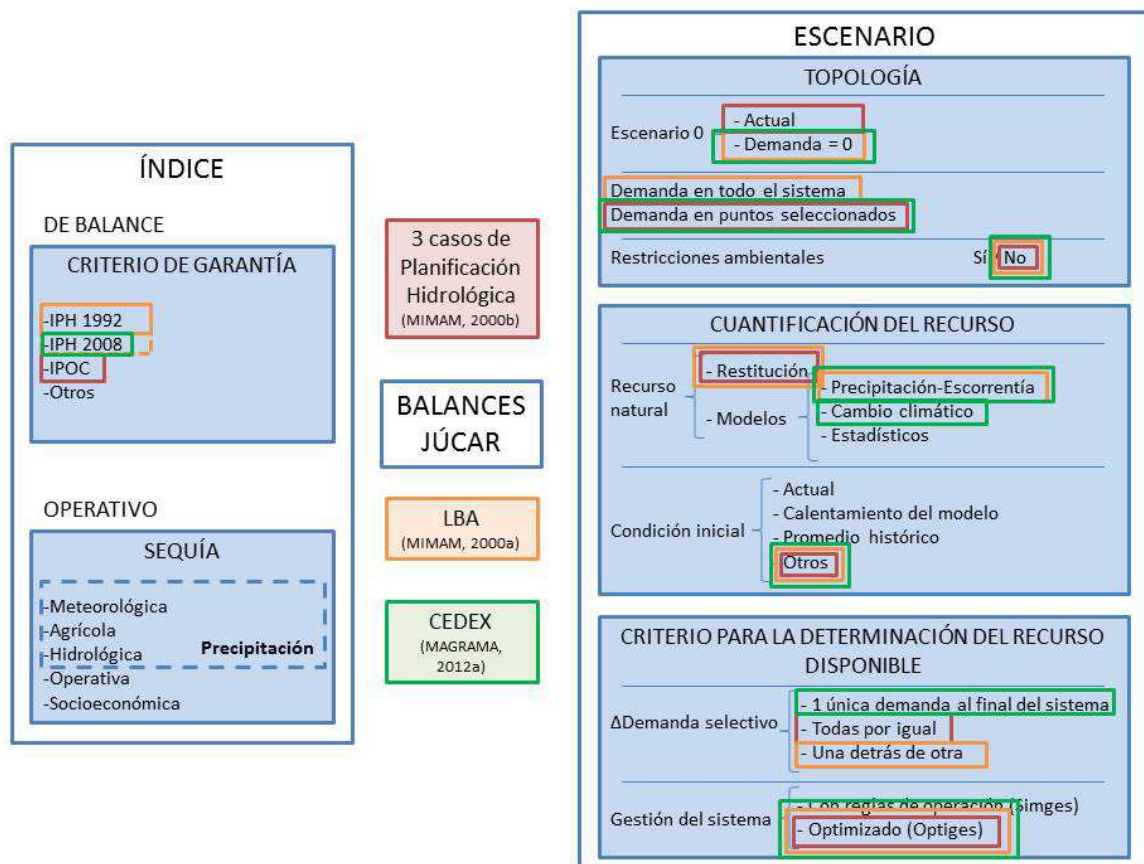 ÍNDICE
DE BALANCE
CRITERIO DE GARANTÍA
-IPH 1992
-IPH 2008
-IPOC
-Otros
OPERATIVO
SEQUÍA
-Meteorológica
-Agrícola
-Hidrológica
Precipitación
-Operativa
-Socioeconómica
3 casos de
Planificación
Hidrológica
(MIMAM, 2000b)
BALANCES
JÚCAR
LBA
(MIMAM, 2000a)
CEDEX
(MAGRAMA,
2012a)
ESCENARIO
TOPOLOGÍA
Escenario 0
- Actual
- Demanda = 0
Demanda en todo el sistema
Demanda en puntos seleccionados
Restricciones ambientales
Sí
No
CUANTIFICACIÓN DEL RECURSO
Recurso
natural
- Restitución
- Modelos
- Precipitación-Escorrentía
- Cambio climático
- Estadísticos
Condición inicial
- Actual
- Calentamiento del modelo
- Promedio histórico
- Otros
CRITERIO PARA LA DETERMINACIÓN DEL RECURSO
DISPONIBLE
ΔDemanda selectivo
- 1 única demanda al final del sistema
- Todas por igual
- Una detrás de otra
Gestión del sistema
- Con reglas de operación (Simges)
- Optimizado (Optiges)